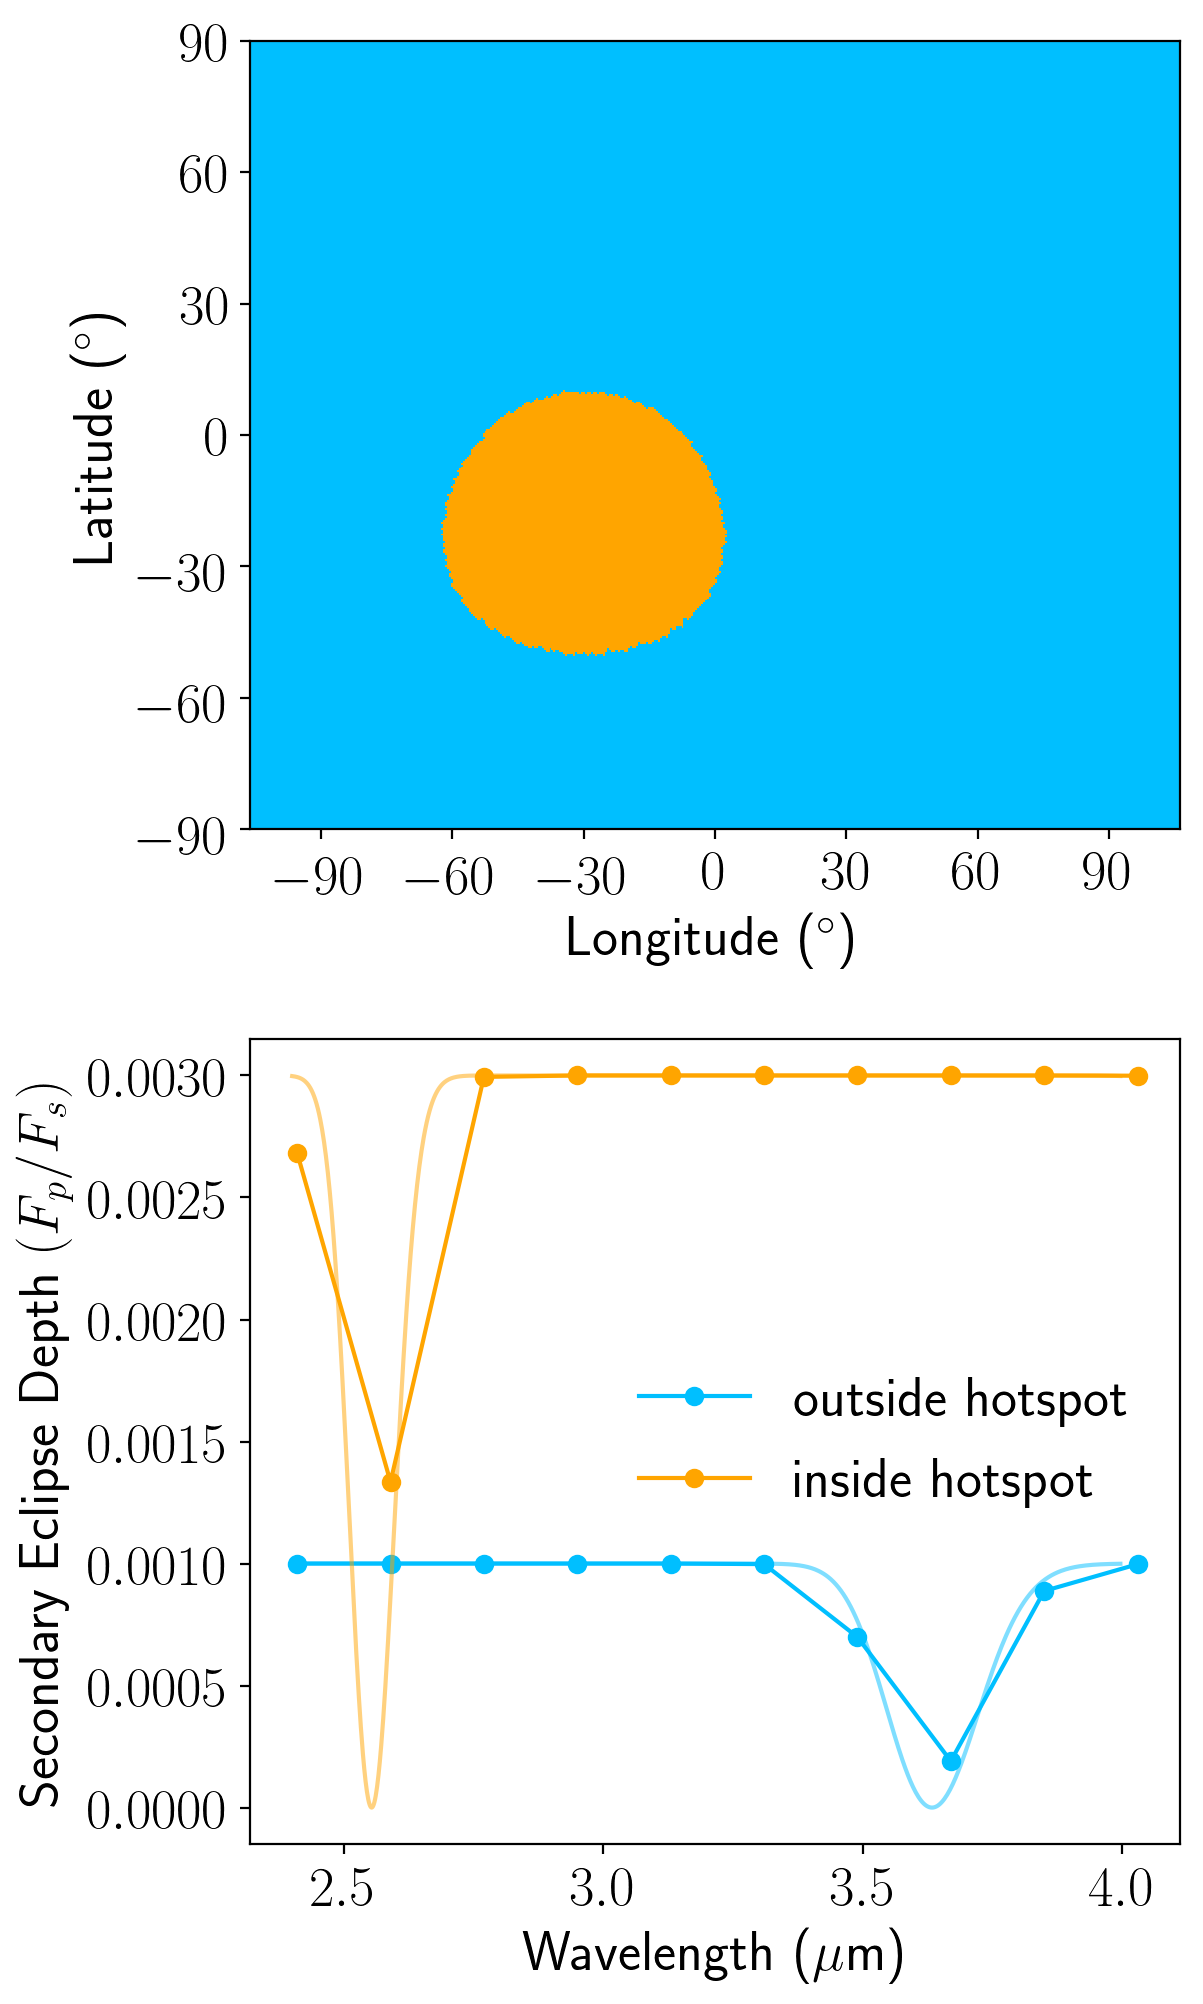 90
60
30
0
−30
−60
−90
Latitude (°)
−90 −60 −30 0 30 60 90
Longitude (°)
0.0030
0.0025
0.0020
0.0015
0.0010
0.0005
0.0000
Secondary Eclipse Depth (F_p/F_s)
outside hotspot
inside hotspot
2.5 3.0 3.5 4.0
Wavelength (μm)